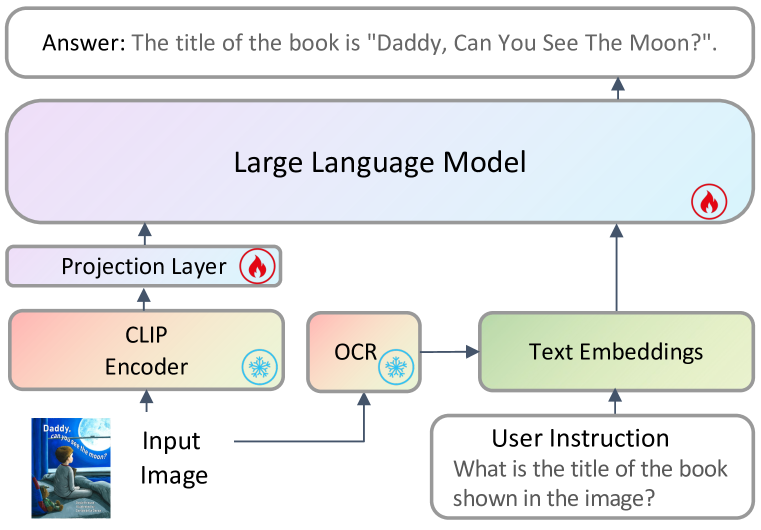 Answer: The title of the book is "Daddy, Can You See The Moon?".
Large Language Model
Projection Layer
CLIP
Encoder
OCR
Text Embeddings
Daddy,
can you see the moon?
Input
Image
User Instruction
What is the title of the book
shown in the image?